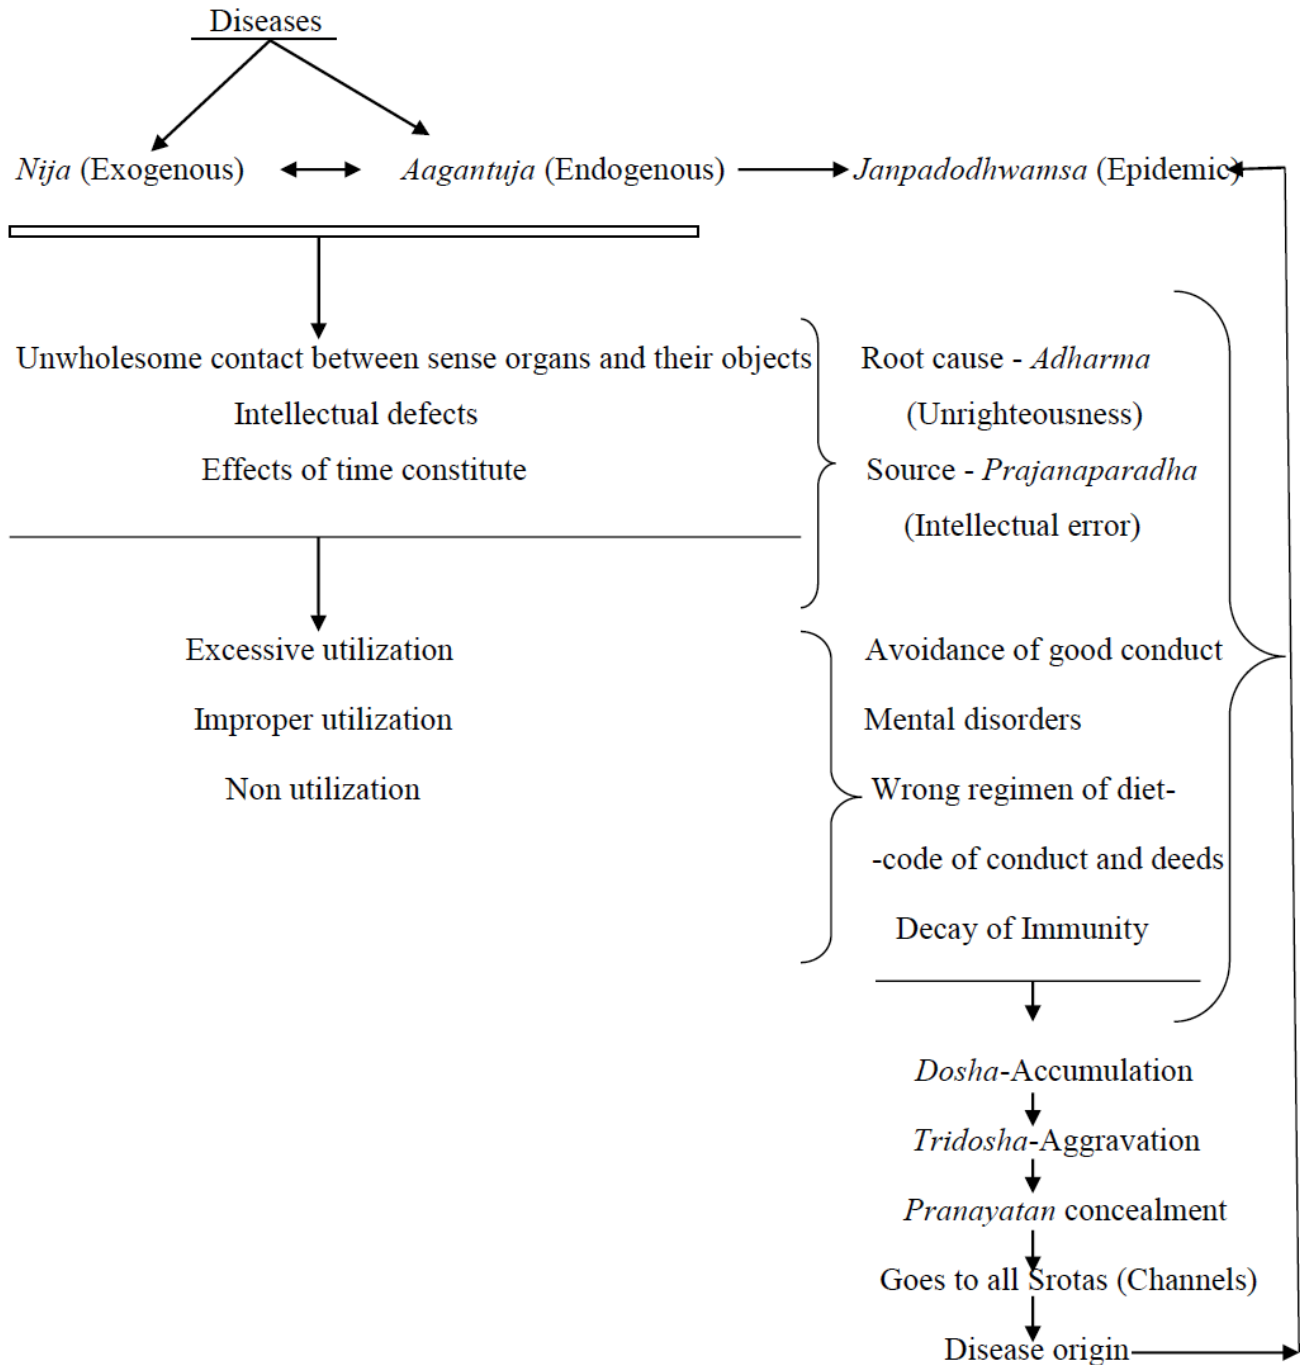 Diseases
Nija (Exogenous)
Aagantuja (Endogenous)
Janpadodhwamsa (Epidemic)
Unwholesome contact between sense organs and their objects
Intellectual defects
Effects of time constitute
Root cause - Adharma
(Unrighteousness)
Source - Prajanaparadha
(Intellectual error)
Excessive utilization
Improper utilization
Non utilization
Avoidance of good conduct
Mental disorders
Wrong regimen of diet-
-code of conduct and deeds
Decay of Immunity
Dosha-Accumulation
Tridosha-Aggravation
Pranayatan concealment
Goes to all Srotas (Channels)
Disease origin